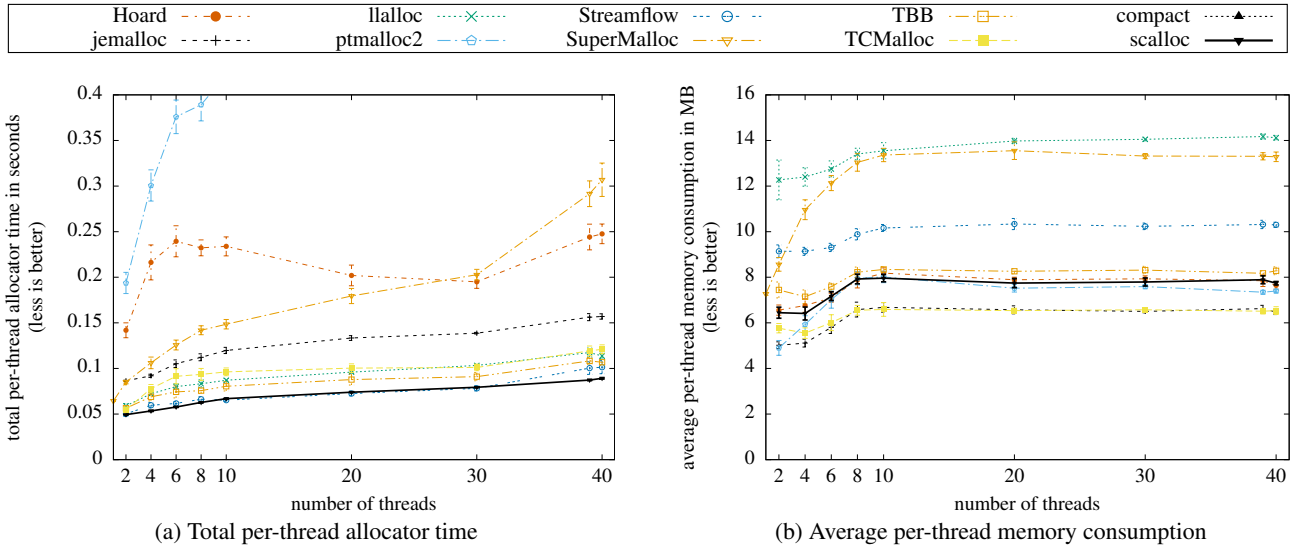 Hoard llalloc Streamflow TBB compact
jemalloc ptmalloc2 SuperMalloc TCMalloc scalloc
total per-thread allocator time in seconds
(less is better)
0.4
0.35
0.3
0.25
0.2
0.15
0.1
0.05
0
2 4 6 8 10 20 30 40
number of threads
(a) Total per-thread allocator time
average per-thread memory consumption in MB
(less is better)
16
14
12
10
8
6
4
2
0
2 4 6 8 10 20 30 40
number of threads
(b) Average per-thread memory consumption